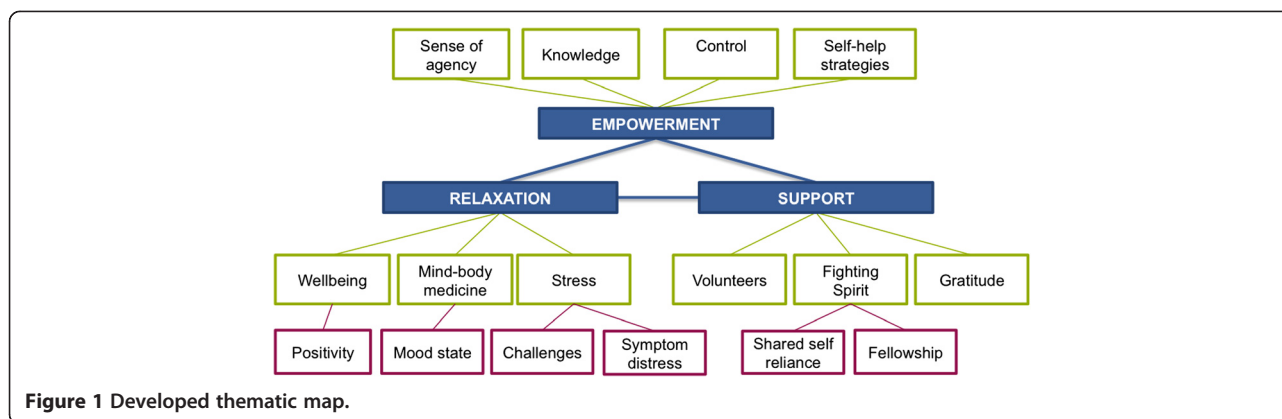 Sense of
agency
Knowledge
Control
Self-help
strategies
EMPOWERMENT
RELAXATION
SUPPORT
Wellbeing
Mind-body
medicine
Stress
Volunteers
Fighting
Spirit
Gratitude
Positivity
Mood state
Challenges
Symptom
distress
Shared self
reliance
Fellowship
Figure 1 Developed thematic map.